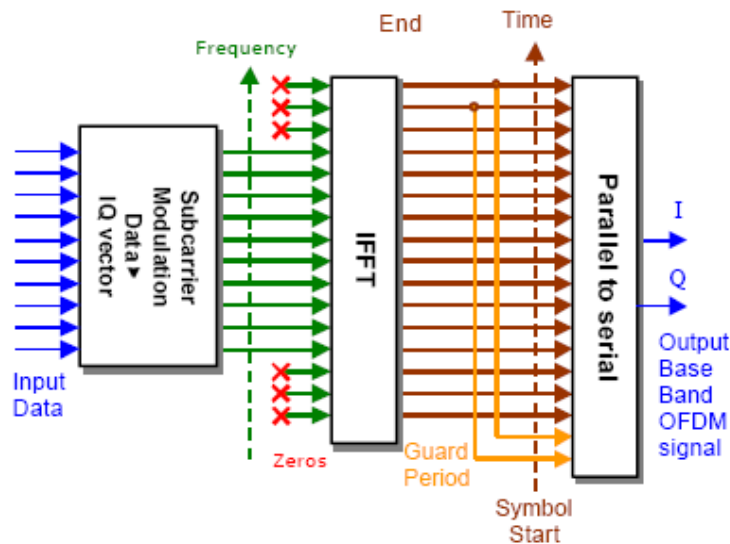 End
Time
Frequency
Subcarrier
Modulation
Data▶
IQ vector
IFFT
Parallel to serial
I
Q
Input
Data
Zeros
Guard
Period
Symbol
Start
Output
Base
Band
OFDM
signal